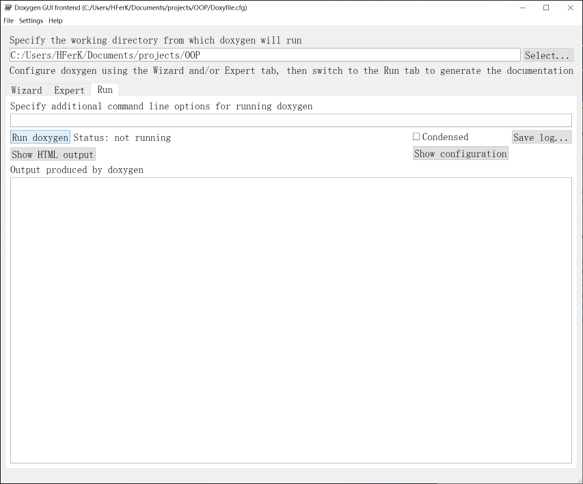 Doxygen GUI frontend (C:/Users/HFerK/Documents/projects/OOP/Doxyfile.cfg)
File Settings Help
Specify the working directory from which doxygen will run
C:/Users/HFerK/Documents/projects/OOP Select...
Configure doxygen using the Wizard and/or Expert tab, then switch to the Run tab to generate the documentation
Wizard Expert Run
Specify additional command line options for running doxygen
Run doxygen Status: not running Condensed Save log...
Show HTML output Show configuration
Output produced by doxygen